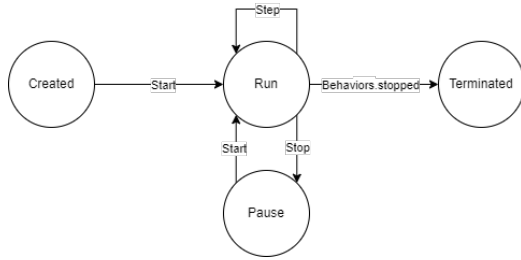 Step
Created
Start
Run
Behaviors.stopped
Terminated
Start
Stop
Pause